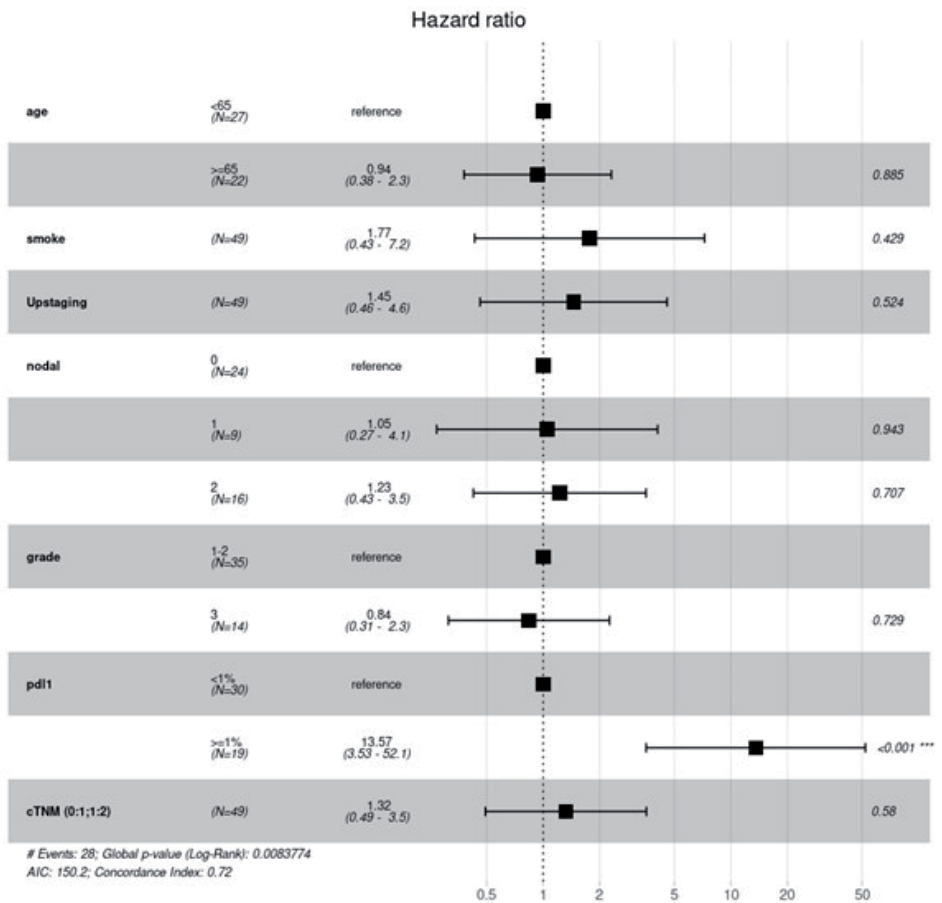 Hazard ratio
age <65 reference
(N=27)
>=65 0.94 0.885
(N=22) (0.38 - 2.3)
smoke (N=49) 1.77 0.429
(0.43 - 7.2)
Upstaging (N=49) 1.45 0.524
(0.46 - 4.6)
nodal 0 reference
(N=24)
1 1.05 0.943
(N=9) (0.27 - 4.1)
2 1.23 0.707
(N=16) (0.43 - 3.5)
grade 1-2 reference
(N=35)
3 0.84 0.729
(N=14) (0.31 - 2.3)
pdl1 <1% reference
(N=30)
>=1% 13.57 <0.001 ***
(N=19) (3.53 - 52.1)
cTNM (0:1;1:2) (N=49) 1.32 0.58
(0.49 - 3.5)
# Events: 28; Global p-value (Log-Rank): 0.0083774
AIC: 150.2; Concordance Index: 0.72
0.5 1 2 5 10 20 50